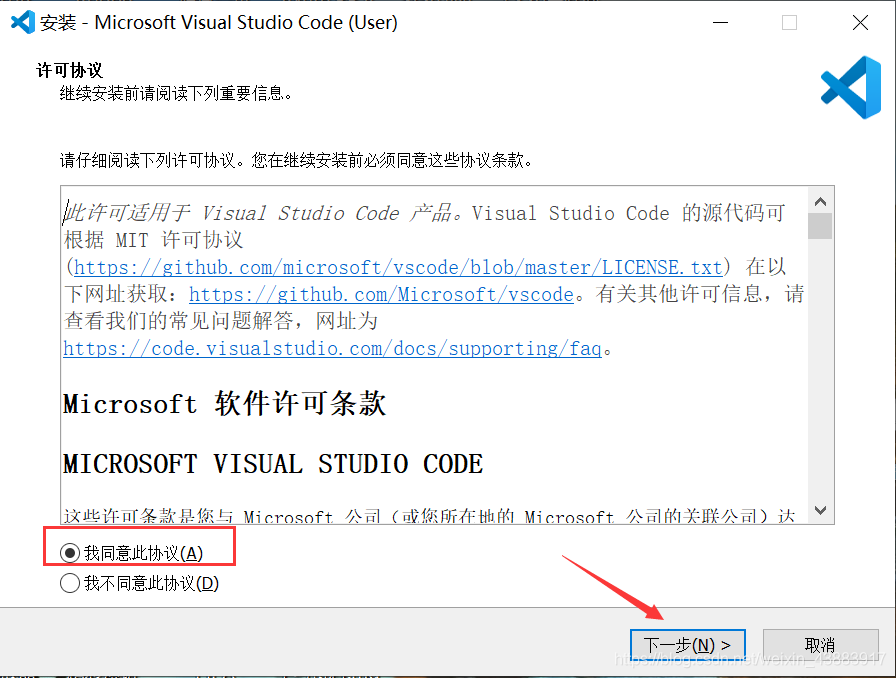 安装 - Microsoft Visual Studio Code (User)
许可协议
继续安装前请阅读下列重要信息。
请仔细阅读下列许可协议。您在继续安装前必须同意这些协议条款。
此许可适用于 Visual Studio Code 产品。Visual Studio Code 的源代码可
根据 MIT 许可协议
(https://github.com/microsoft/vscode/blob/master/LICENSE.txt) 在以
下网址获取：https://github.com/Microsoft/vscode。有关其他许可信息，请
查看我们的常见问题解答，网址为
https://code.visualstudio.com/docs/supporting/faq。
Microsoft 软件许可条款
MICROSOFT VISUAL STUDIO CODE
这些许可条款是您与 Microsoft 公司（或您所在地的 Microsoft 公司的关联公司）达
我同意此协议(A)
我不同意此协议(D)
下一步(N) >
取消
https://blog.csdn.net/weixin_43883917